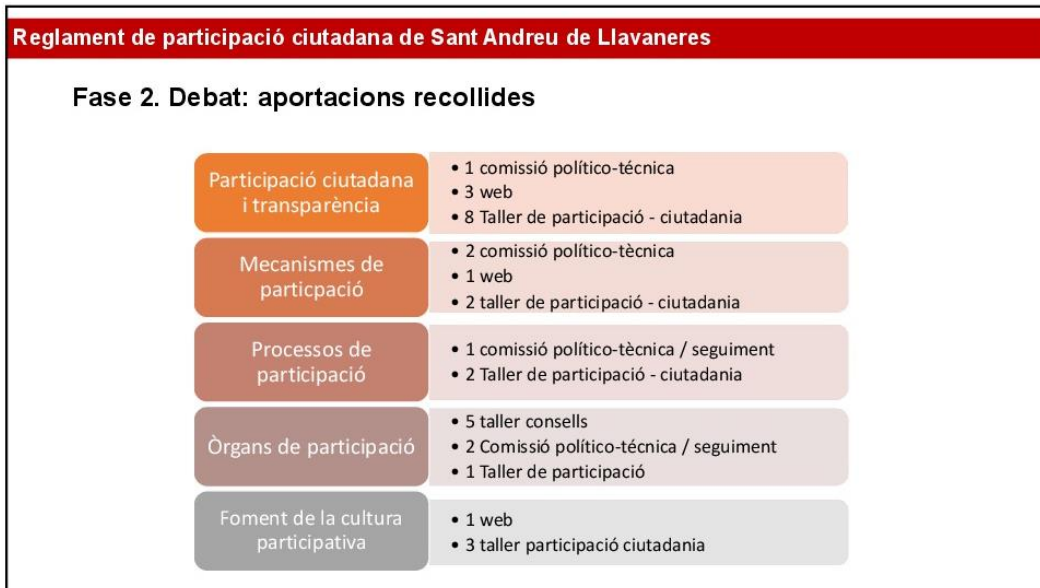 Reglament de participació ciutadana de Sant Andreu de Llavaneres
Fase 2. Debat: aportacions recollides
Participació ciutadana
i transparència
• 1 comissió político-técnica
• 3 web
• 8 Taller de participació - ciutadania
Mecanismes de
particpació
• 2 comissió político-tècnica
• 1 web
• 2 taller de participació - ciutadania
Processos de
participació
• 1 comissió político-tècnica / seguiment
• 2 Taller de participació - ciutadania
Òrgans de participació
• 5 taller consells
• 2 Comissió político-técnica / seguiment
• 1 Taller de participació
Foment de la cultura
participativa
• 1 web
• 3 taller participació ciutadania